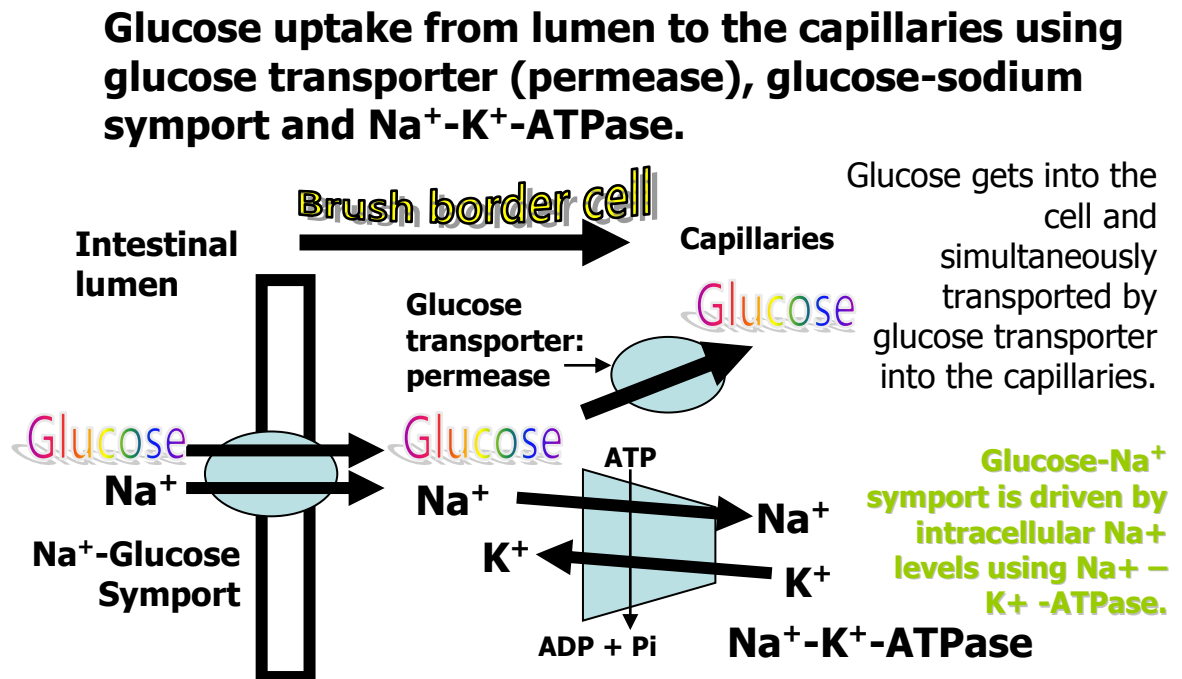 Glucose uptake from lumen to the capillaries using
glucose transporter (permease), glucose-sodium
symport and Na⁺-K⁺-ATPase.
Brush border cell
Intestinal
lumen
Capillaries
Glucose gets into the
cell and
simultaneously
transported by
glucose transporter
into the capillaries.
Glucose
transporter:
permease
Glucose
Glucose
Na⁺
Glucose
Na⁺
ATP
Na⁺
K⁺
K⁺
ADP + Pi
Na⁺-Glucose
Symport
Na⁺-K⁺-ATPase
Glucose-Na⁺
symport is driven by
intracellular Na+
levels using Na+ –
K+ -ATPase.